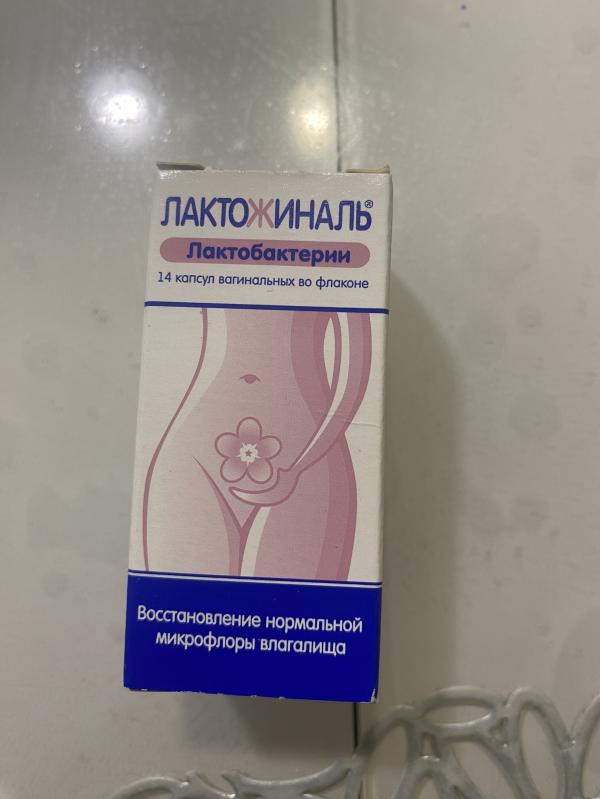 ЛАКТОЖИНАЛЬ®
Лактобактерии
14 капсул вагинальных во флаконе
Восстановление нормальной
микрофлоры влагалища